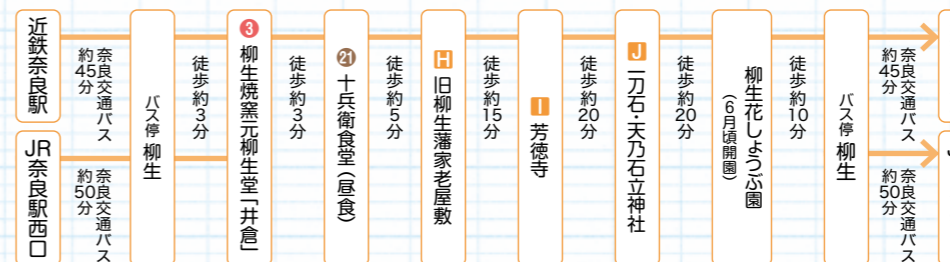 近鉄奈良駅
JR奈良駅西口
奈良交通バス
約45分
奈良交通バス
約50分
バス停 柳生
徒歩約3分
3 柳生焼窯元柳生堂「井倉」
徒歩約3分
21 十兵衛食堂(昼食)
徒歩約5分
H 旧柳生藩家老屋敷
徒歩約15分
I 芳徳寺
徒歩約20分
J 一刀石・天乃石立神社
徒歩約20分
柳生花しょうぶ園
(6月頃開園)
徒歩約10分
バス停 柳生
奈良交通バス
約45分
奈良交通バス
約50分